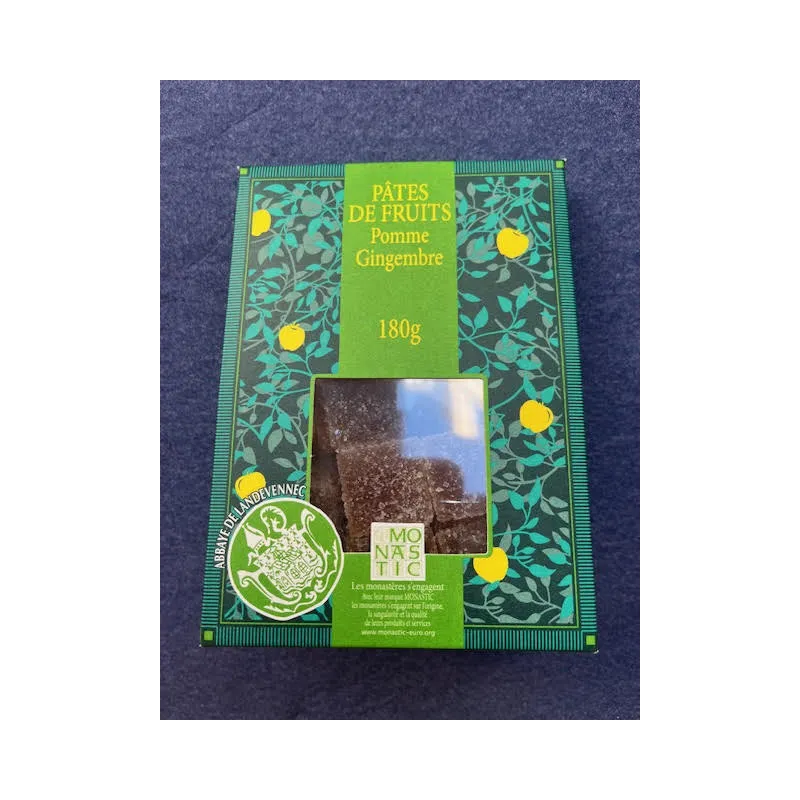 PÂTES
DE FRUITS
Pomme
Gingembre
180g
ABBAYE DE LANDEVENNEC
MO
NAS
TIC
Les monastères s'engagent
Avec leur marque MONASTIC
les monastères s'engagent sur l'origine,
la singularité et la qualité
de leurs produits et services
www.monastic-euro.org